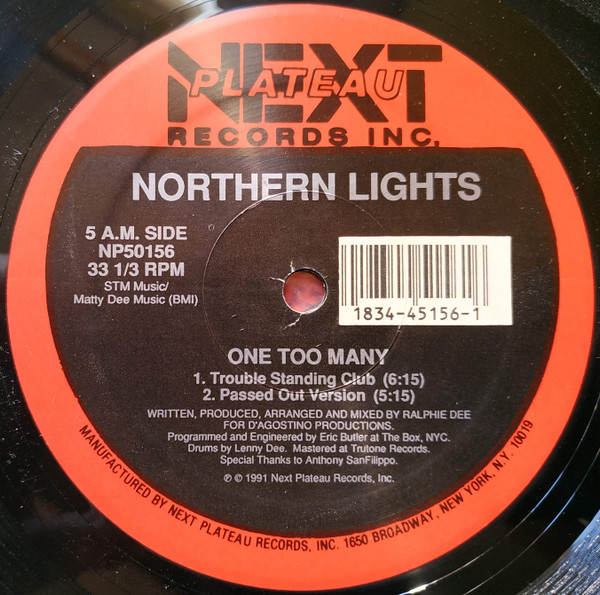 NEXT
PLATEAU
RECORDS INC.
NORTHERN LIGHTS
5 A.M. SIDE
NP50156
33 1/3 RPM
STM Music/
Matty Dee Music (BMI)
1834-45156-1
ONE TOO MANY
1. Trouble Standing Club (6:15)
2. Passed Out Version (5:15)
WRITTEN, PRODUCED, ARRANGED AND MIXED BY RALPHIE DEE
FOR D'AGOSTINO PRODUCTIONS.
Programmed and Engineered by Eric Butler at The Box, NYC.
Drums by Lenny Dee. Mastered at Trutone Records.
Special Thanks to Anthony SanFilippo.
℗ © 1991 Next Plateau Records, Inc.
MANUFACTURED BY NEXT PLATEAU RECORDS, INC. 1650 BROADWAY, NEW YORK, N.Y. 10019